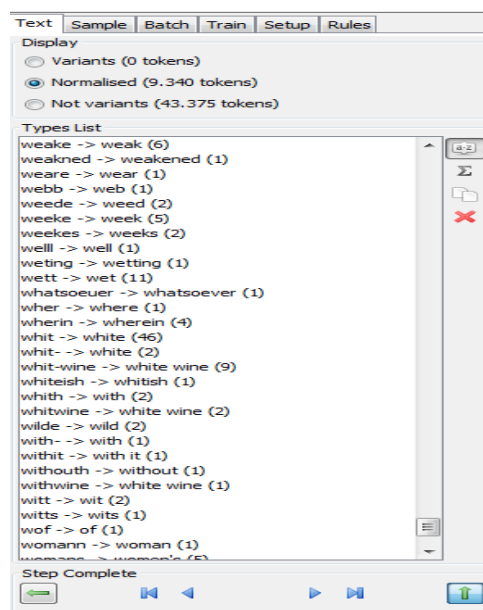 Text Sample Batch Train Setup Rules
Display
Variants (0 tokens)
Normalised (9.340 tokens)
Not variants (43.375 tokens)
Types List
weake -> weak (6)
weakned -> weakened (1)
weare -> wear (1)
webb -> web (1)
weede -> weed (2)
weeke -> week (5)
weekes -> weeks (2)
welll -> well (1)
weting -> wetting (1)
wett -> wet (11)
whatsoeuer -> whatsoever (1)
wher -> where (1)
wherin -> wherein (4)
whit -> white (46)
whit- -> white (2)
whit-wine -> white wine (9)
whiteish -> whitish (1)
whith -> with (2)
whitwine -> white wine (2)
wilde -> wild (2)
with- -> with (1)
withit -> with it (1)
withouth -> without (1)
withwine -> white wine (1)
witt -> wit (2)
witts -> wits (1)
wof -> of (1)
womann -> woman (1)
womans -> women's (5)
a-z
Σ
Step Complete